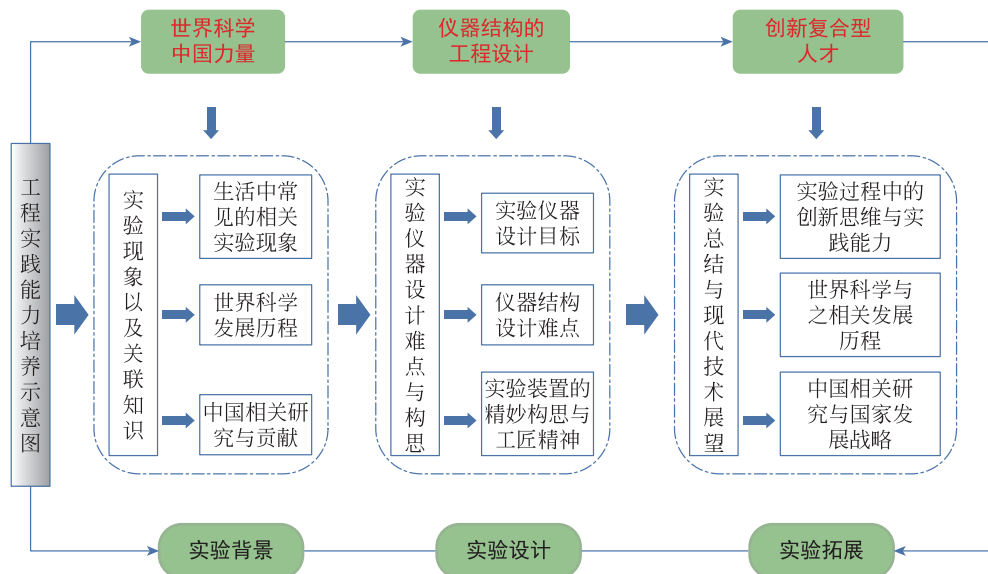 世界科学
中国力量
仪器结构的
工程设计
创新复合型
人才
工程实践能力培养示意图
实验现象以及关联知识
生活中常
见的相关
实验现象
世界科学
发展历程
中国相关研
究与贡献
实验仪器设计难点与构思
实验仪器
设计目标
仪器结构
设计难点
实验装置的
精妙构思与
工匠精神
实验总结与现代技术展望
实验过程中的
创新思维与实
践能力
世界科学与
之相关发展
历程
中国相关研
究与国家发
展战略
实验背景
实验设计
实验拓展